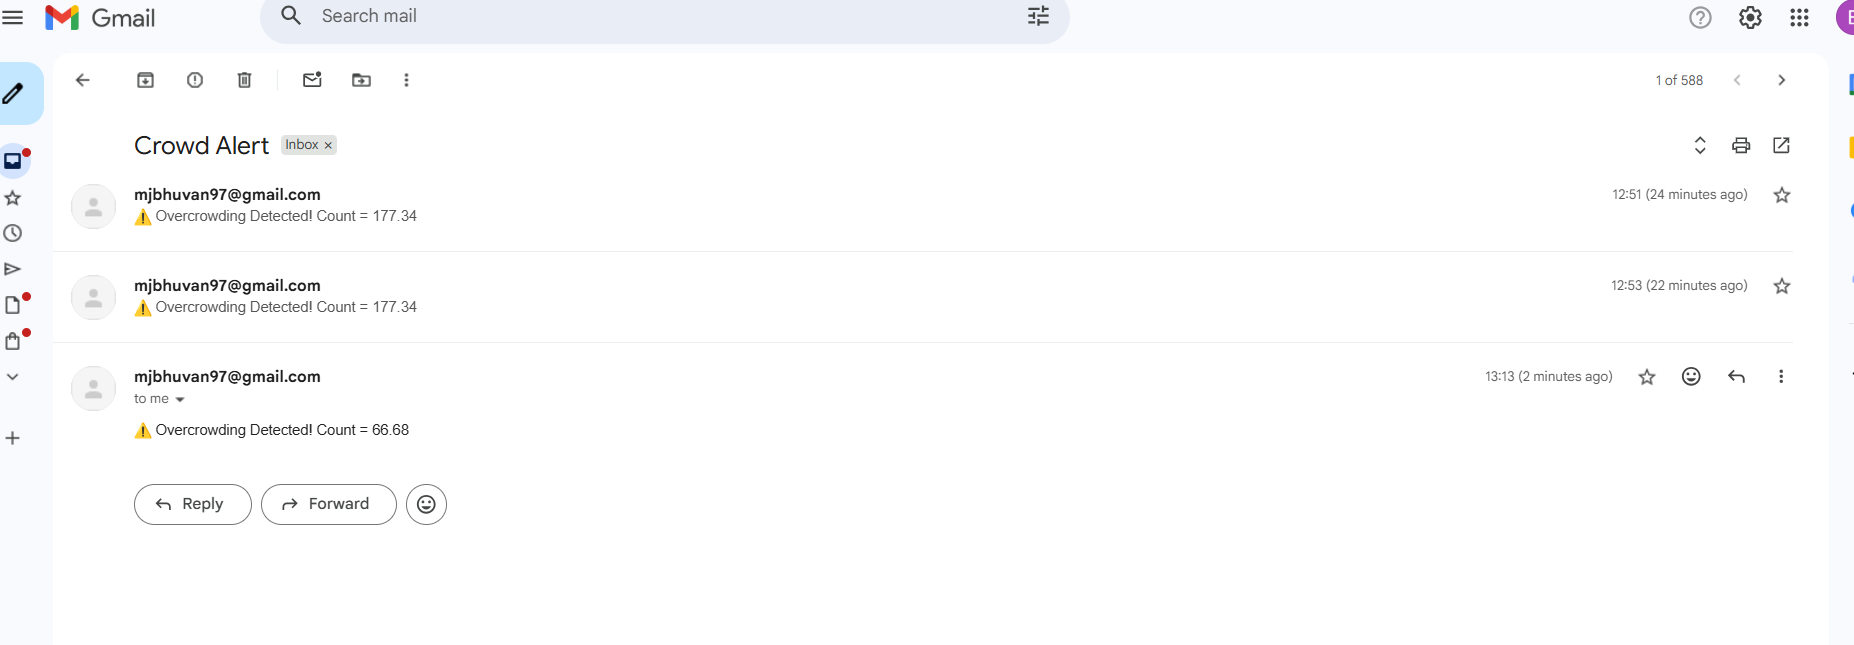 Gmail
Search mail
1 of 588
Crowd Alert Inbox ×
mjbhuvan97@gmail.com 12:51 (24 minutes ago)
⚠️ Overcrowding Detected! Count = 177.34
mjbhuvan97@gmail.com 12:53 (22 minutes ago)
⚠️ Overcrowding Detected! Count = 177.34
mjbhuvan97@gmail.com 13:13 (2 minutes ago)
to me
⚠️ Overcrowding Detected! Count = 66.68
Reply Forward